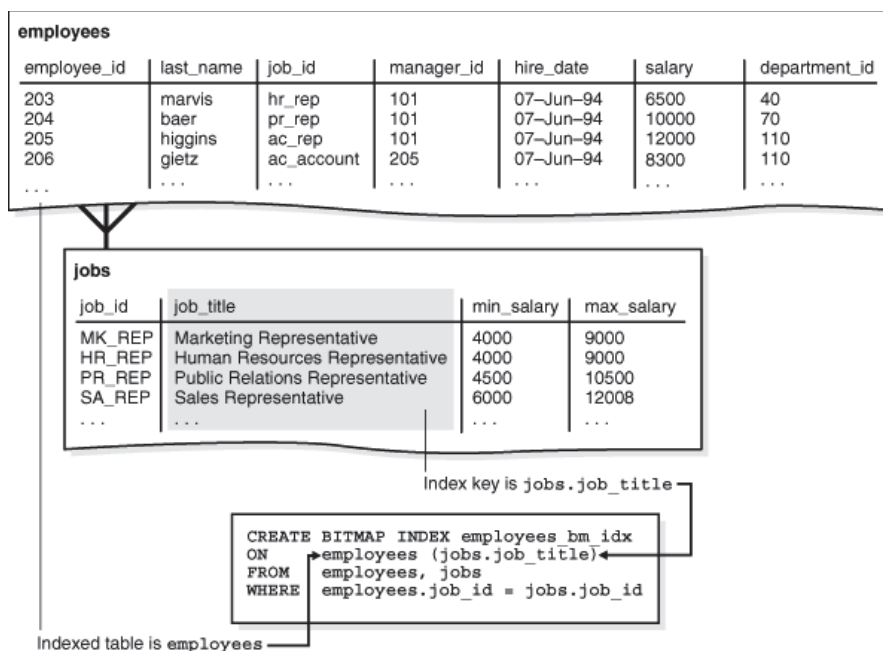 employees
employee_id last_name job_id manager_id hire_date salary department_id
203 marvis hr_rep 101 07–Jun–94 6500 40
204 baer pr_rep 101 07–Jun–94 10000 70
205 higgins ac_rep 101 07–Jun–94 12000 110
206 gietz ac_account 205 07–Jun–94 8300 110
. . . . . . . . . . . . . . . . . . . . .
jobs
job_id job_title min_salary max_salary
MK_REP Marketing Representative 4000 9000
HR_REP Human Resources Representative 4000 9000
PR_REP Public Relations Representative 4500 10500
SA_REP Sales Representative 6000 12008
. . . . . . . . . . . .
Index key is jobs.job_title
CREATE BITMAP INDEX employees_bm_idx
ON employees (jobs.job_title)
FROM employees, jobs
WHERE employees.job_id = jobs.job_id
Indexed table is employees